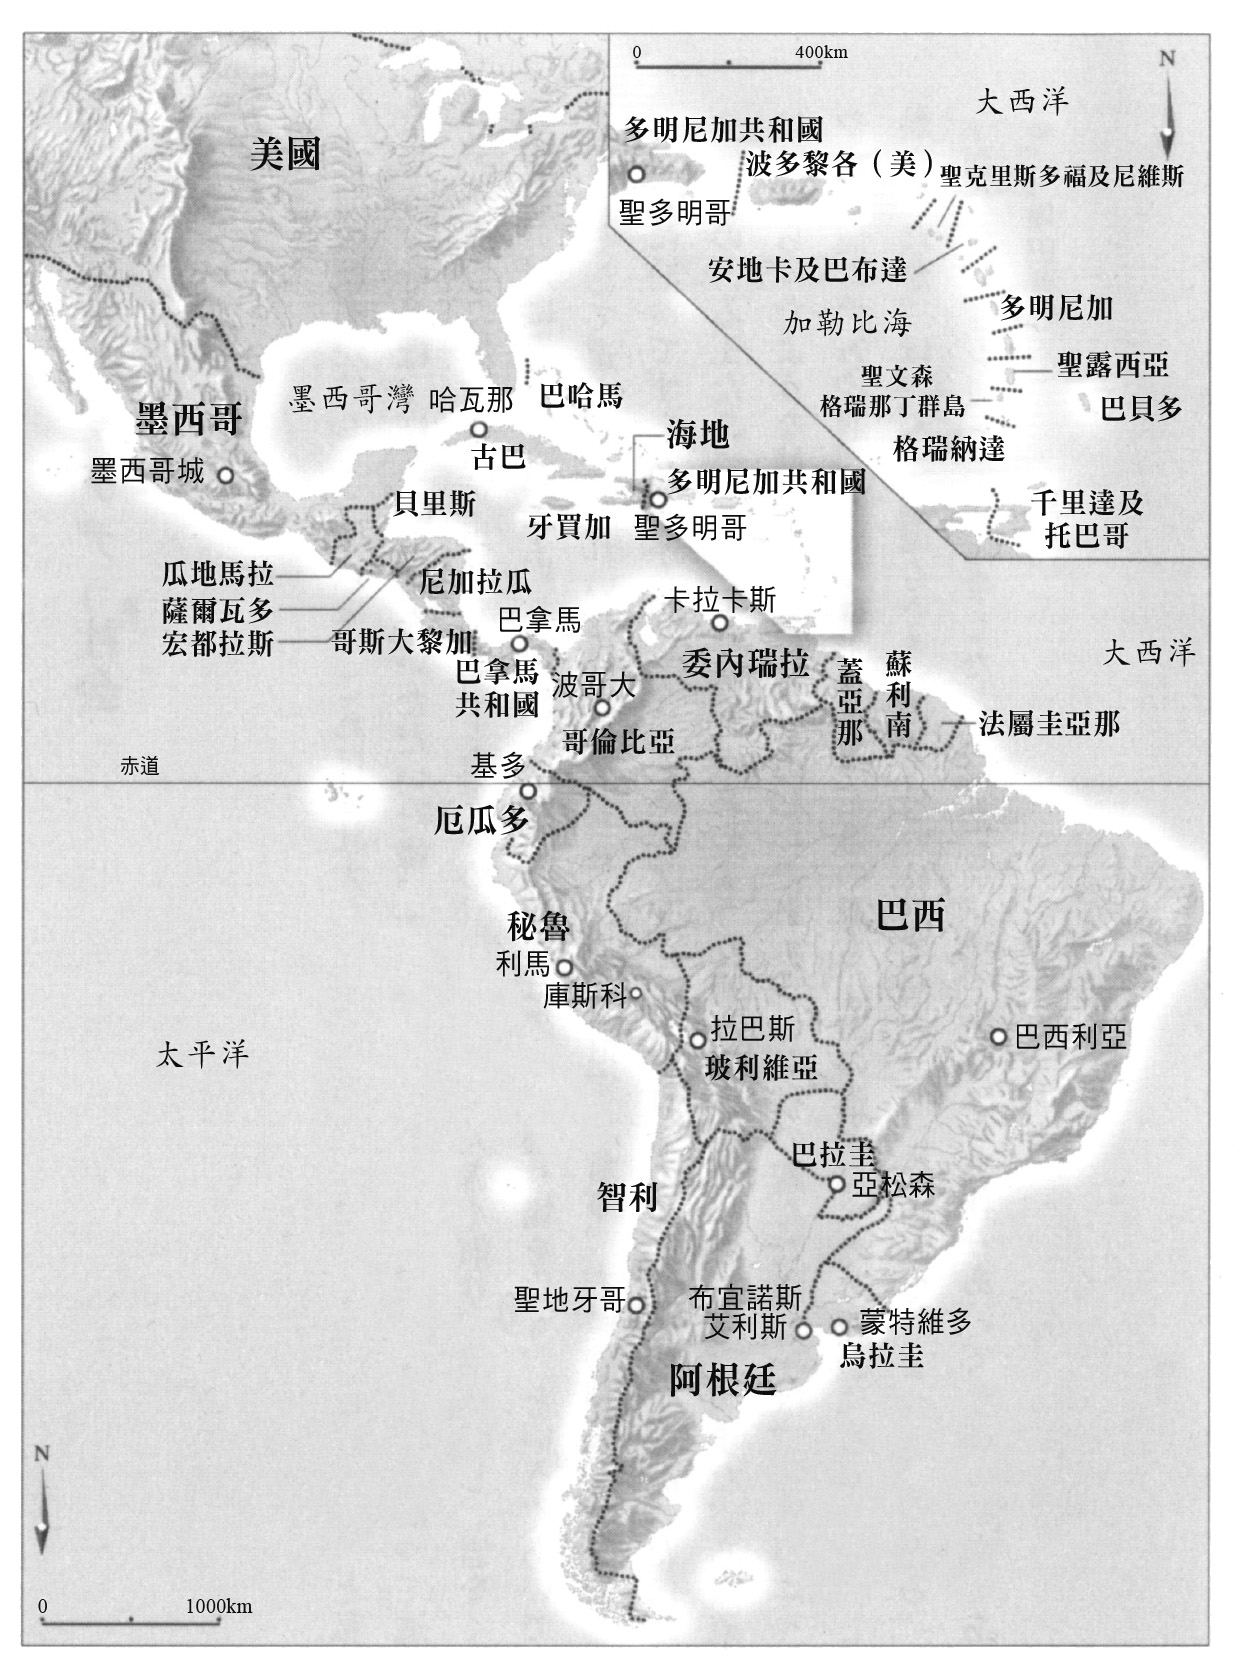 0
400km
N
大西洋
多明尼加共和國
波多黎各（美）
聖克里斯多福及尼維斯
聖多明哥
安地卡及巴布達
加勒比海
多明尼加
聖露西亞
聖文森
格瑞那丁群島
巴貝多
格瑞納達
千里達及
托巴哥
美國
墨西哥灣
哈瓦那
巴哈馬
墨西哥
古巴
海地
墨西哥城
多明尼加共和國
貝里斯
牙買加
聖多明哥
瓜地馬拉
尼加拉瓜
薩爾瓦多
宏都拉斯
哥斯大黎加
巴拿馬
巴拿馬
共和國
卡拉卡斯
委內瑞拉
蓋亞那
蘇利南
大西洋
法屬圭亞那
波哥大
哥倫比亞
赤道
基多
厄瓜多
巴西
秘魯
利馬
庫斯科
太平洋
拉巴斯
玻利維亞
巴西利亞
巴拉圭
亞松森
智利
聖地牙哥
布宜諾斯
艾利斯
蒙特維多
烏拉圭
阿根廷
N
0
1000km